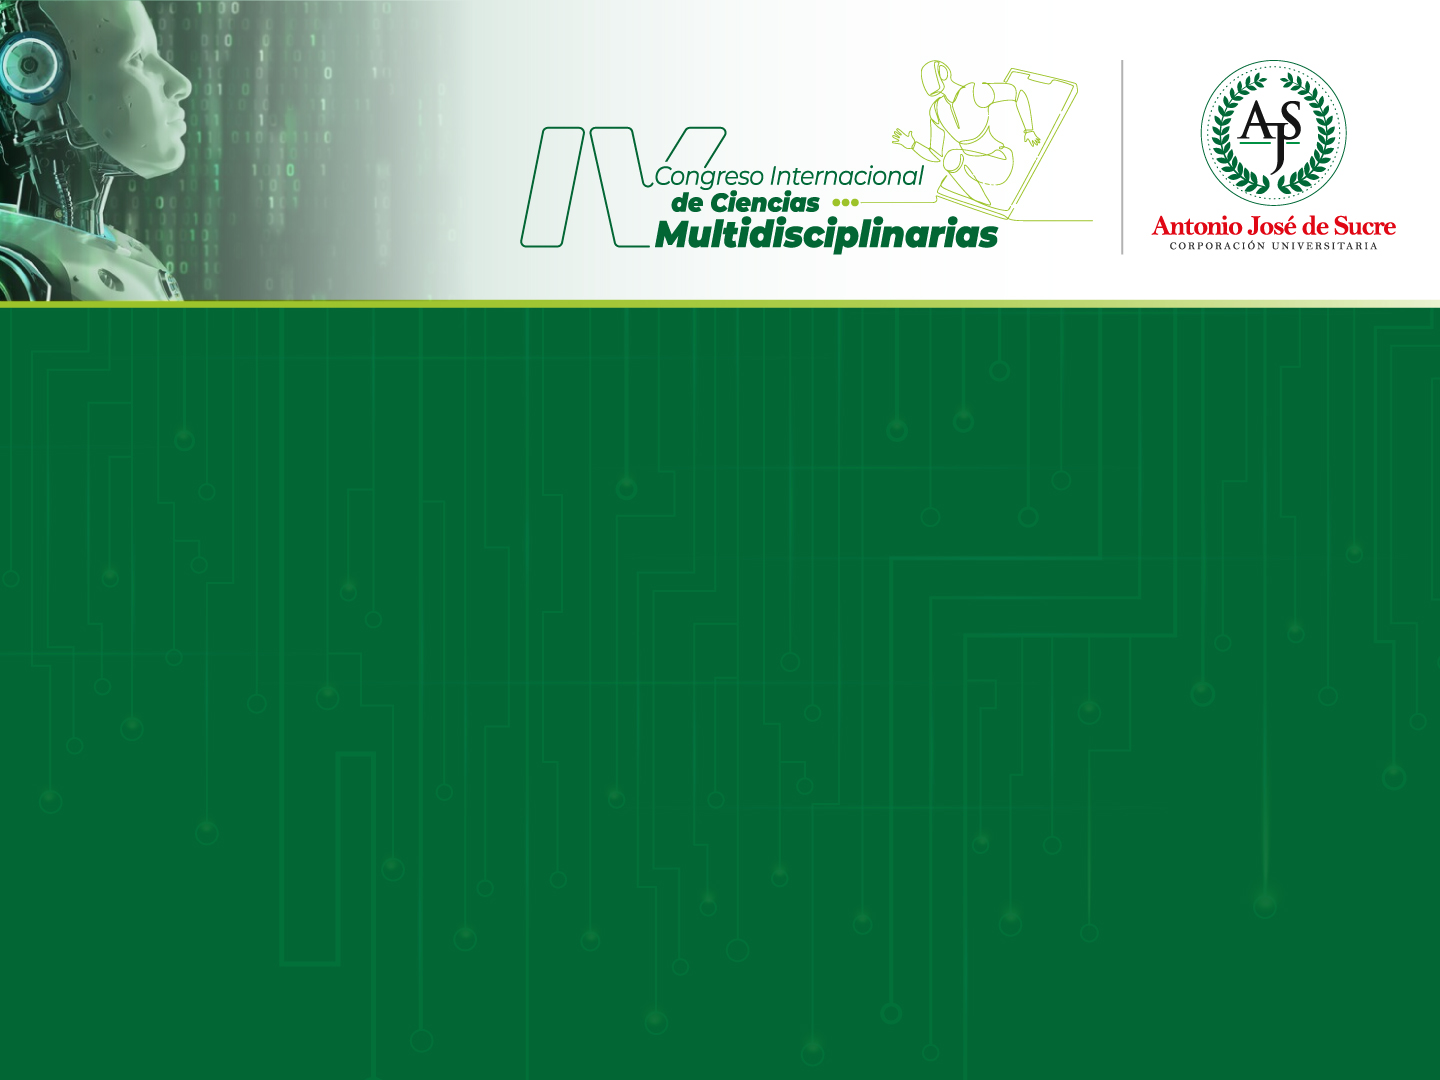 IV
Congreso Internacional
de Ciencias
Multidisciplinarias
AJS
Antonio José de Sucre
CORPORACIÓN UNIVERSITARIA